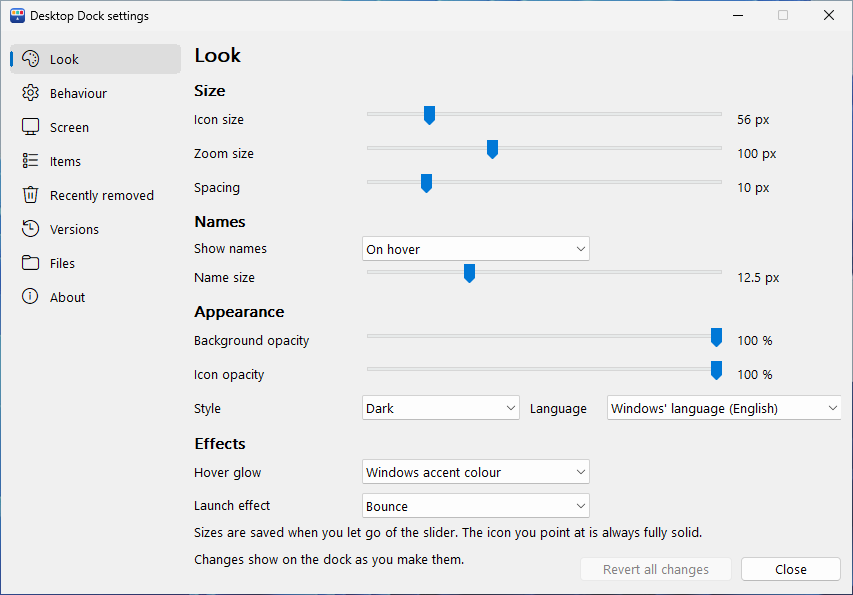 Desktop Dock settings
Look
Behaviour
Screen
Items
Recently removed
Versions
Files
About
Look
Size
Icon size 56 px
Zoom size 100 px
Spacing 10 px
Names
Show names On hover
Name size 12.5 px
Appearance
Background opacity 100 %
Icon opacity 100 %
Style Dark Language Windows' language (English)
Effects
Hover glow Windows accent colour
Launch effect Bounce
Sizes are saved when you let go of the slider. The icon you point at is always fully solid.
Changes show on the dock as you make them.
Revert all changes Close